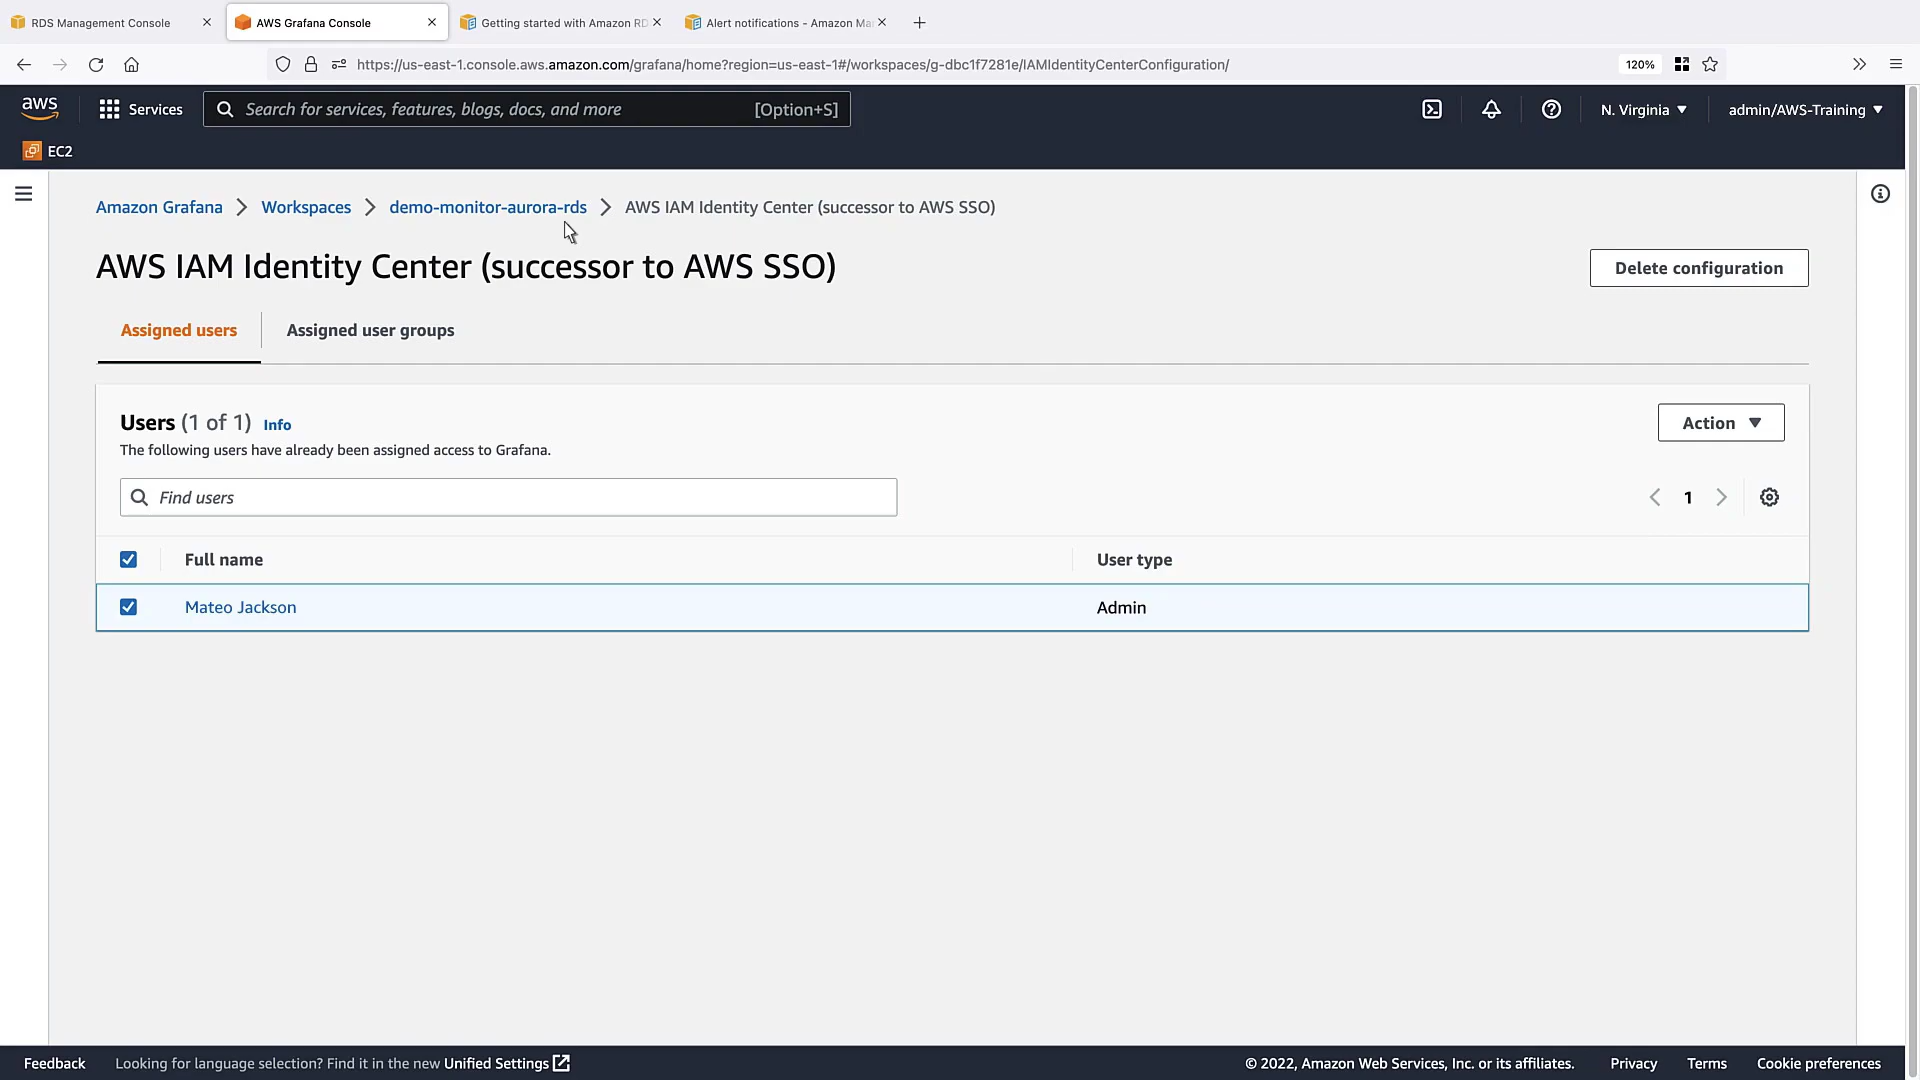 RDS Management Console
AWS Grafana Console
Getting started with Amazon RD
Alert notifications - Amazon Ma
https://us-east-1.console.aws.amazon.com/grafana/home?region=us-east-1#/workspaces/g-dbc1f7281e/IAMIdentityCenterConfiguration/
120%
aws
Services
Search for services, features, blogs, docs, and more
[Option+S]
N. Virginia
admin/AWS-Training
EC2
Amazon Grafana
Workspaces
demo-monitor-aurora-rds
AWS IAM Identity Center (successor to AWS SSO)
AWS IAM Identity Center (successor to AWS SSO)
Delete configuration
Assigned users
Assigned user groups
Users (1 of 1) Info
Action
The following users have already been assigned access to Grafana.
Find users
1
Full name
User type
Mateo Jackson
Admin
Feedback
Looking for language selection? Find it in the new Unified Settings
© 2022, Amazon Web Services, Inc. or its affiliates.
Privacy
Terms
Cookie preferences